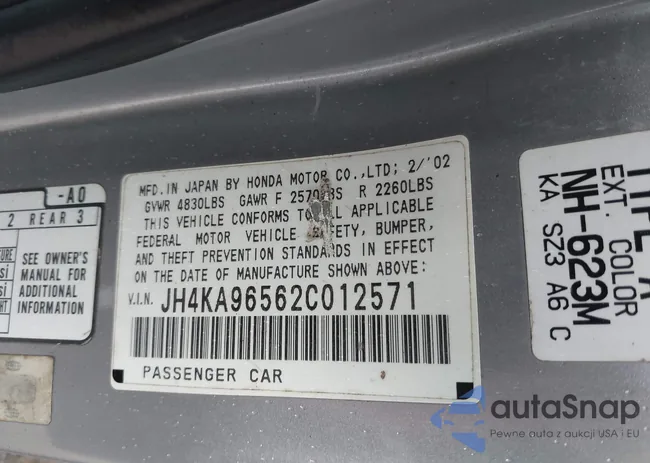 -A0
2 REAR 3
SEE OWNER'S
MANUAL FOR
ADDITIONAL
INFORMATION
MFD.IN JAPAN BY HONDA MOTOR CO.,LTD; 2/'02
GVWR 4830LBS GAWR F R 2260LBS
THIS VEHICLE CONFORMS TO ALL APPLICABLE
FEDERAL MOTOR VEHICLE SAFETY, BUMPER,
AND THEFT PREVENTION STANDARDS IN EFFECT
ON THE DATE OF MANUFACTURE SHOWN ABOVE:
V.I.N. JH4KA96562C012571
PASSENGER CAR
EXT. COLOR
NH-623M
KA SZ3 A6 C
autaSnap
Pewne auta z aukcji USA i EU